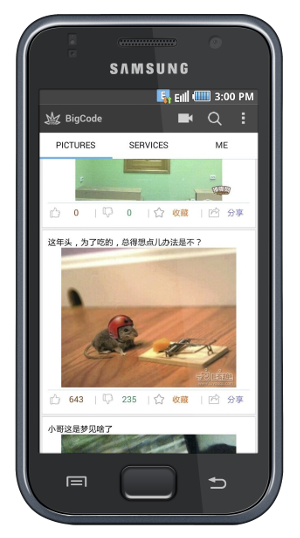 SAMSUNG
3:00 PM
BigCode
PICTURES SERVICES ME
0 0 收藏 分享
这年头，为了吃的，总得想点儿办法是不？
643 235 收藏 分享
小哥这是梦见啥了